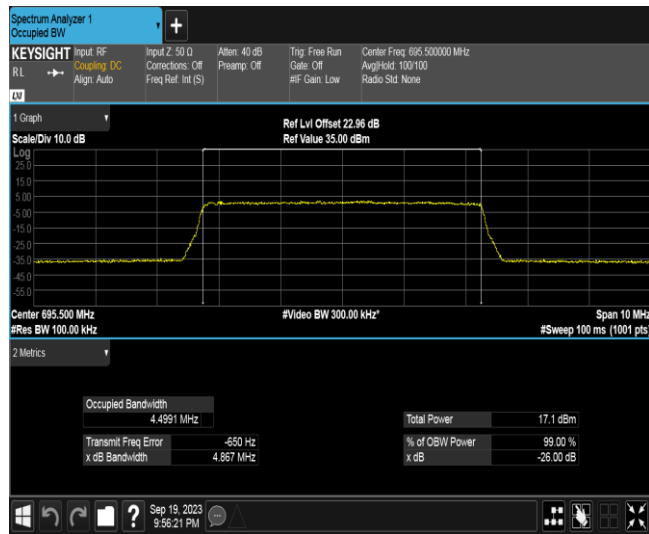 Spectrum Analyzer 1
Occupied BW
+
KEYSIGHT Input: RF Input Z: 50 Ω Atten: 40 dB Trig: Free Run Center Freq: 695.500000 MHz
RL Coupling: DC Corrections: Off Preamp: Off Gate: Off Avg|Hold: 100/100
Align: Auto Freq Ref: Int (S) #IF Gain: Low Radio Std: None
LXI
1 Graph
Ref Lvl Offset 22.96 dB
Scale/Div 10.0 dB Ref Value 35.00 dBm
Log
25.0
15.0
5.00
-5.00
-15.0
-25.0
-35.0
-45.0
-55.0
Center 695.500 MHz #Video BW 300.00 kHz* Span 10 MHz
#Res BW 100.00 kHz #Sweep 100 ms (1001 pts)
2 Metrics
Occupied Bandwidth
4.4991 MHz Total Power 17.1 dBm
Transmit Freq Error -650 Hz % of OBW Power 99.00 %
x dB Bandwidth 4.867 MHz x dB -26.00 dB
? Sep 19, 2023
9:56:21 PM